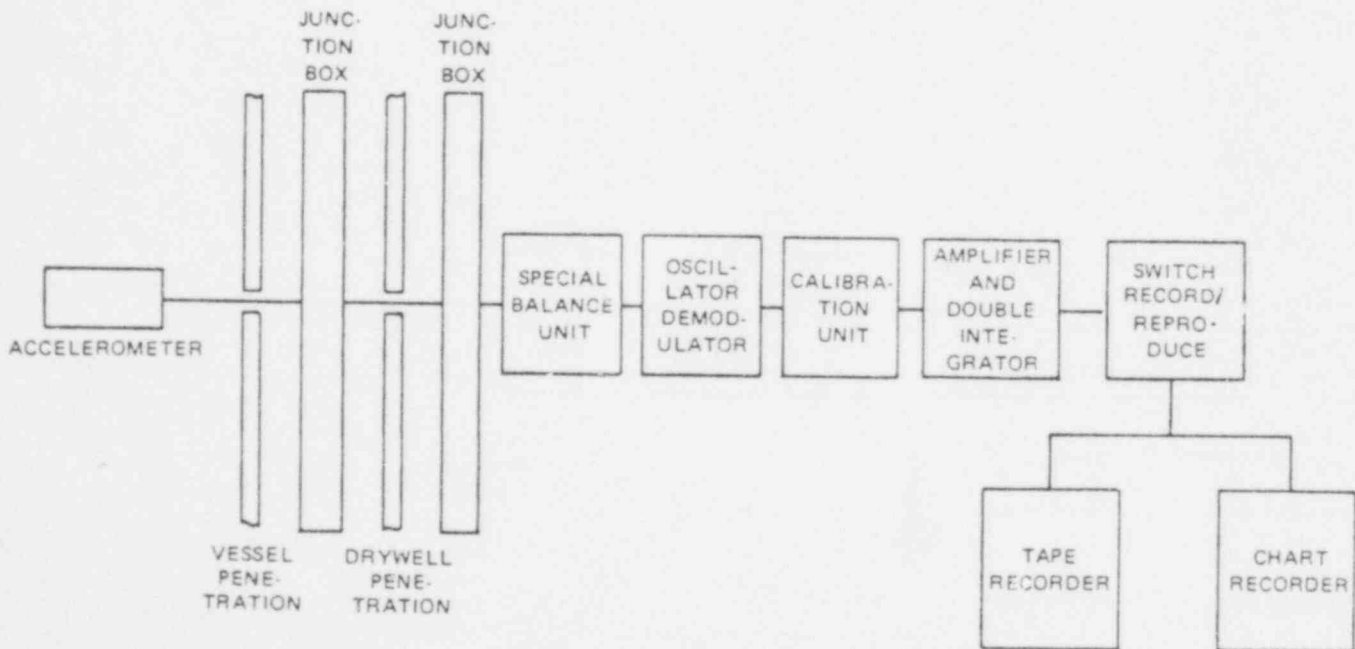 JUNC-
TION
BOX
JUNC-
TION
BOX
ACCELEROMETER
VESSEL
PENE-
TRATION
DRYWELL
PENE-
TRATION
SPECIAL
BALANCE
UNIT
OSCIL-
LATOR
DEMOD-
ULATOR
CALIBRA-
TION
UNIT
AMPLIFIER
AND
DOUBLE
INTE-
GRATOR
SWITCH
RECORD/
REPRO-
DUCE
TAPE
RECORDER
CHART
RECORDER